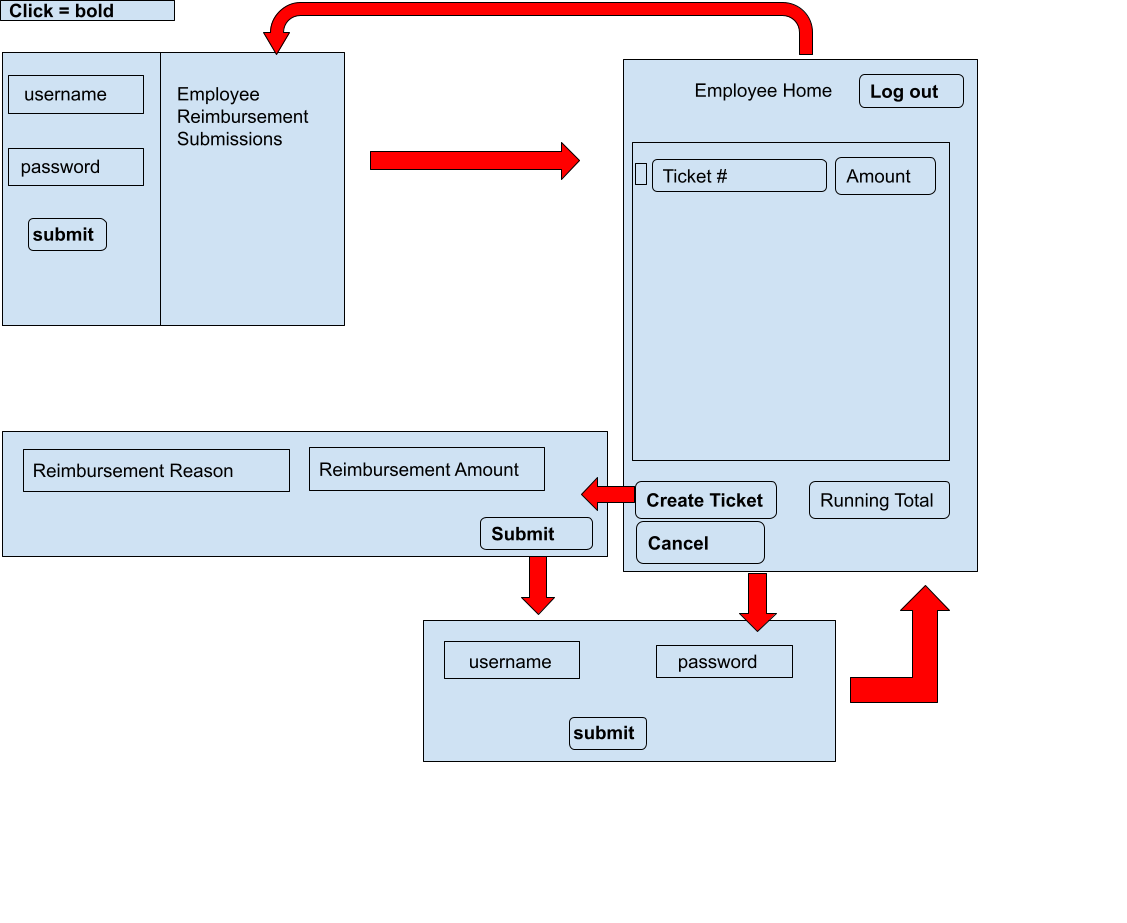 Click = bold
username
password
submit
Employee
Reimbursement
Submissions
Employee Home
Log out
Ticket #
Amount
Create Ticket
Running Total
Cancel
Reimbursement Reason
Reimbursement Amount
Submit
username
password
submit